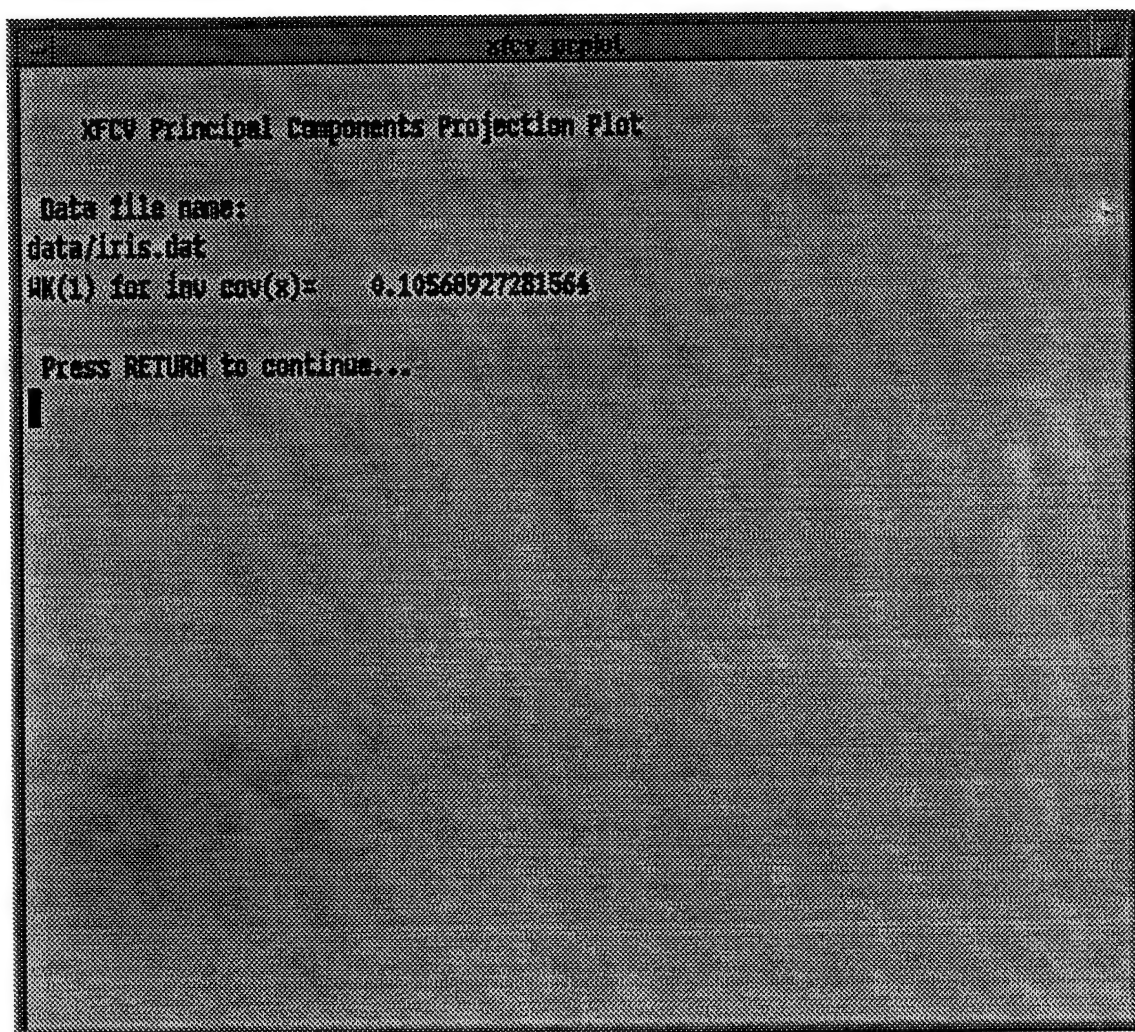 xfcv pcplot
XFCV Principal Components Projection Plot
Data file name:
data/iris.dat
WK(1) for inv cov(x)= 0.10568927281564
Press RETURN to continue...